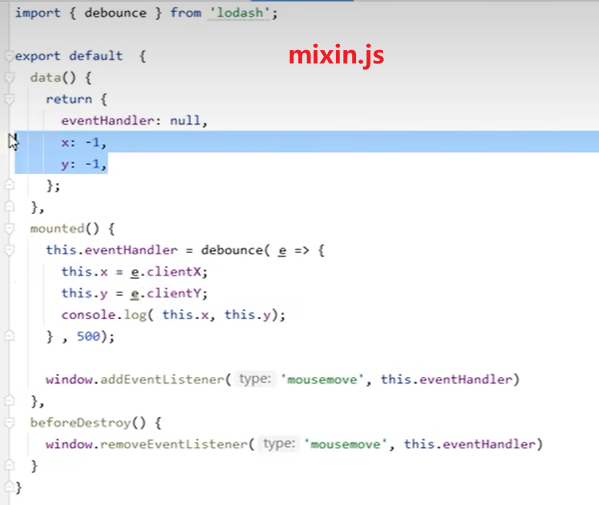 import { debounce } from 'lodash';
mixin.js
export default {
data() {
return {
eventHandler: null,
x: -1,
y: -1,
};
},
mounted() {
this.eventHandler = debounce( e => {
this.x = e.clientX;
this.y = e.clientY;
console.log( this.x, this.y);
} , 500);
window.addEventListener( type: 'mousemove', this.eventHandler)
},
beforeDestroy() {
window.removeEventListener( type: 'mousemove', this.eventHandler)
}
}